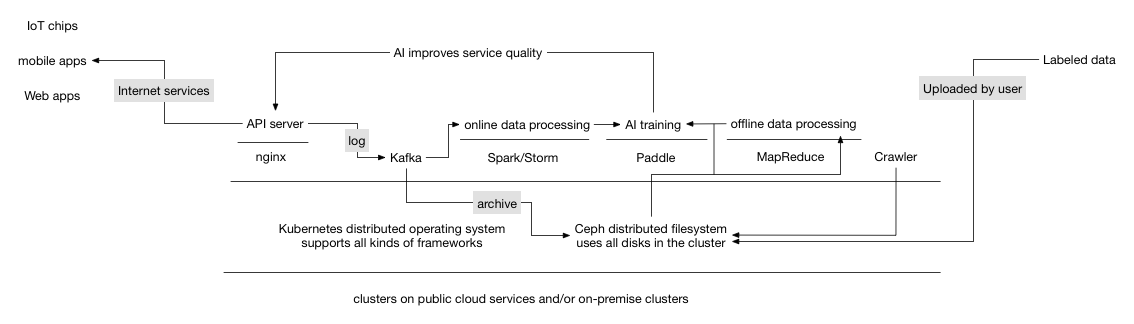 IoT chips
mobile apps
Web apps
Internet services
AI improves service quality
Labeled data
Uploaded by user
API server
nginx
log
Kafka
online data processing
Spark/Storm
AI training
Paddle
offline data processing
MapReduce
Crawler
archive
Kubernetes distributed operating system
supports all kinds of frameworks
Ceph distributed filesystem
uses all disks in the cluster
clusters on public cloud services and/or on-premise clusters